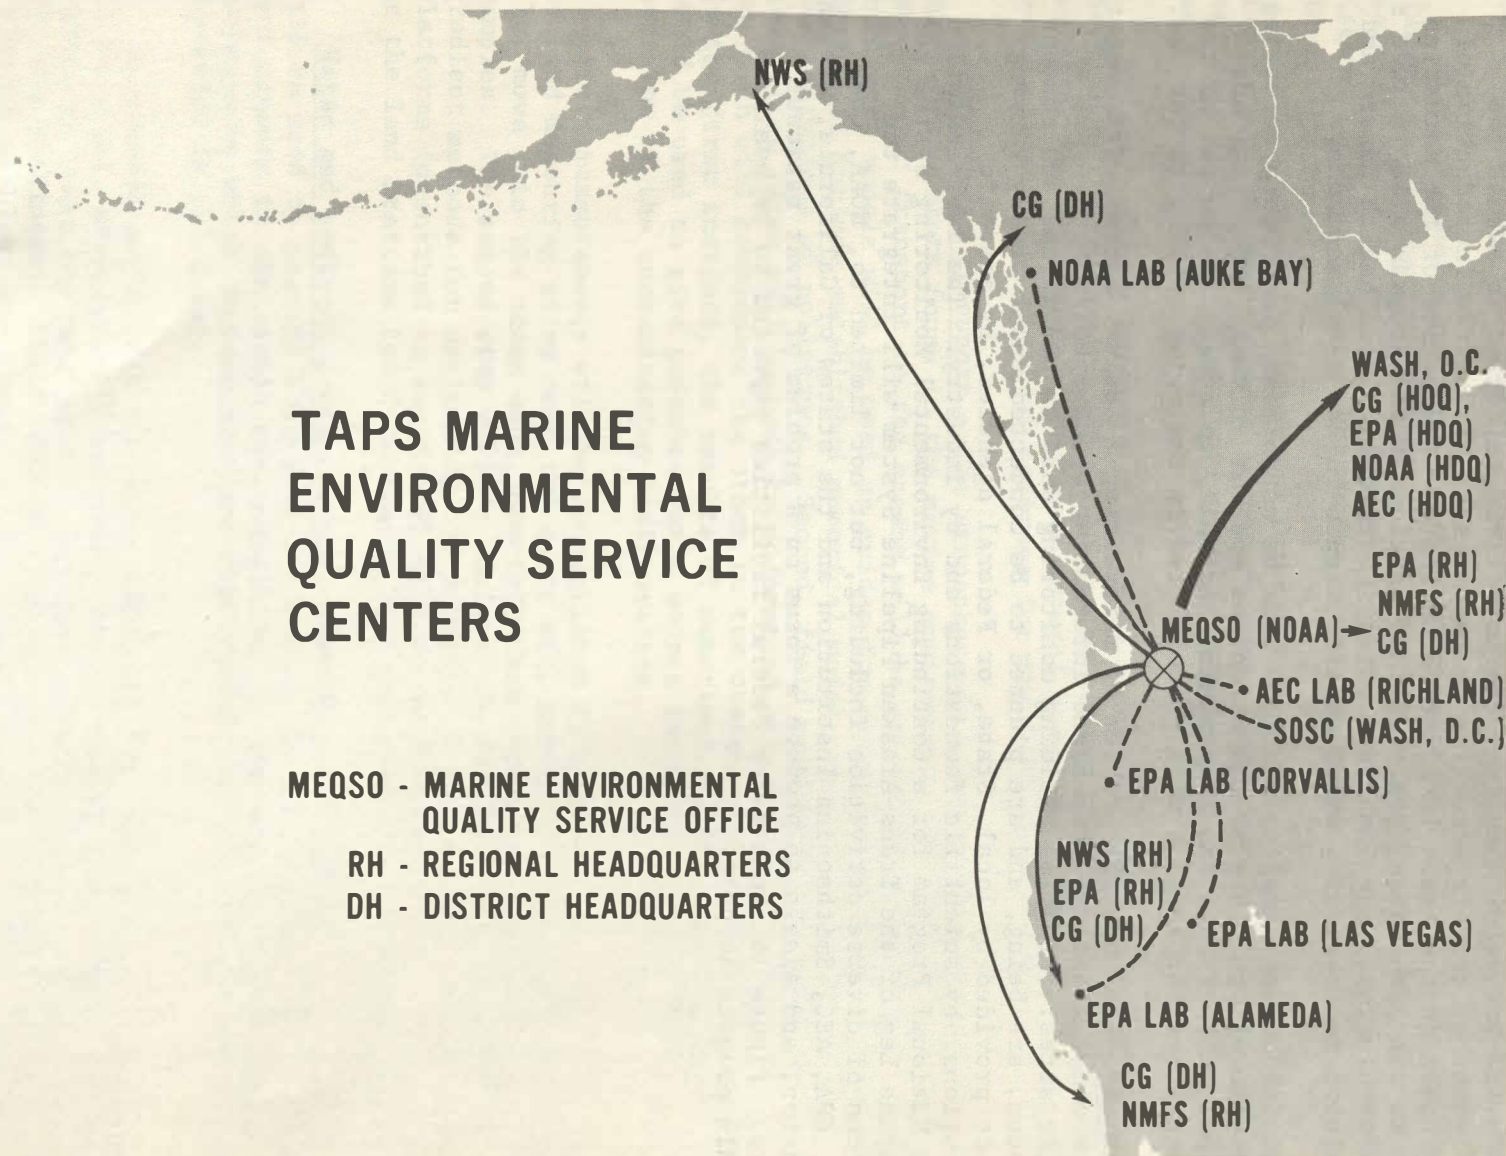 NWS (RH)
CG (DH)
NOAA LAB (AUKE BAY)
WASH, O.C.
CG (HOQ),
EPA (HDQ)
NOAA (HDQ)
AEC (HDQ)
TAPS MARINE
ENVIRONMENTAL
QUALITY SERVICE
CENTERS
EPA (RH)
NMFS (RH)
MEQSO (NOAA)
CG (DH)
AEC LAB (RICHLAND)
SOSC (WASH, D.C.)
EPA LAB (CORVALLIS)
MEQSO - MARINE ENVIRONMENTAL
QUALITY SERVICE OFFICE
RH - REGIONAL HEADQUARTERS
DH - DISTRICT HEADQUARTERS
NWS (RH)
EPA (RH)
CG (DH)
EPA LAB (LAS VEGAS)
EPA LAB (ALAMEDA)
CG (DH)
NMFS (RH)